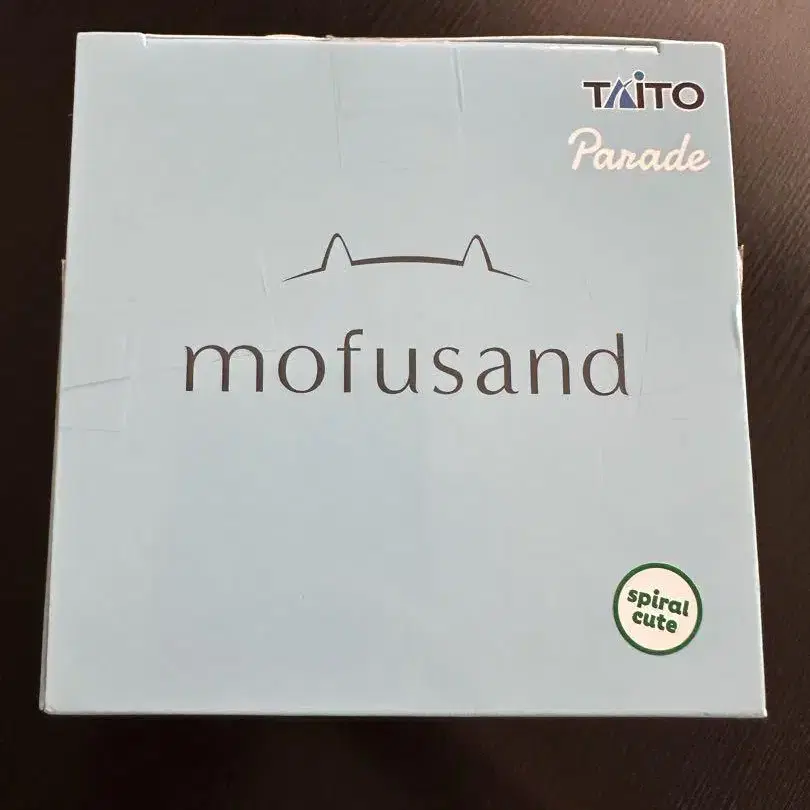 TAITO
Parade
mofusand
spiral
cute